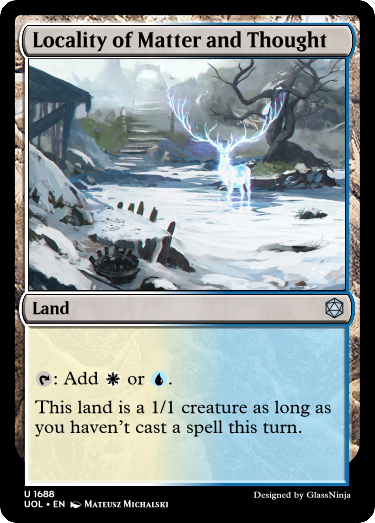 Locality of Matter and Thought
Land
: Add or .
This land is a 1/1 creature as long as
you haven't cast a spell this turn.
U 1688
UOL • EN Mateusz Michalski
Designed by GlassNinja